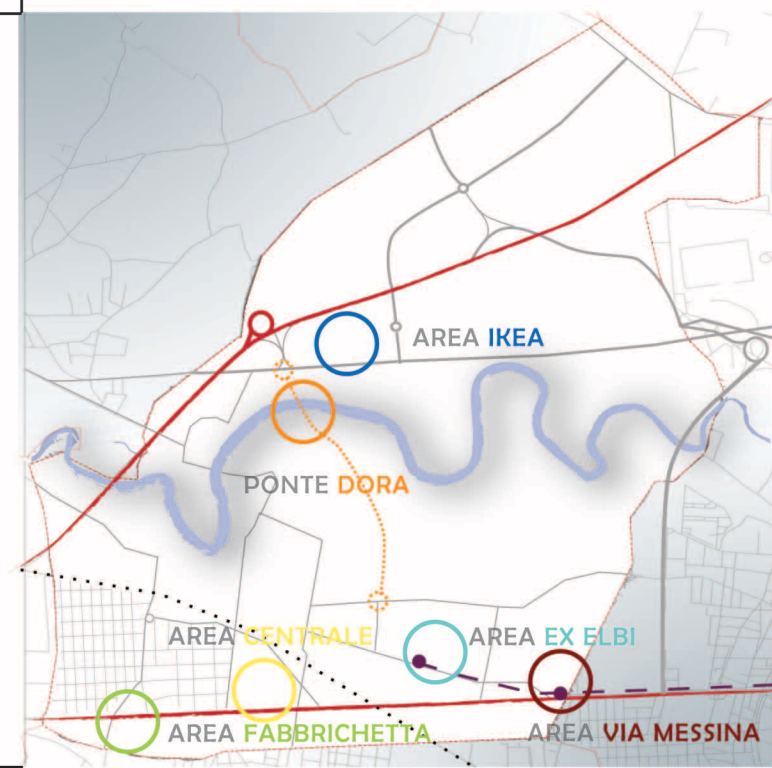 AREA IKEA
PONTE DORA
AREA CENTRALE
AREA EX ELBI
AREA FABBRICHETTA
AREA VIA MESSINA